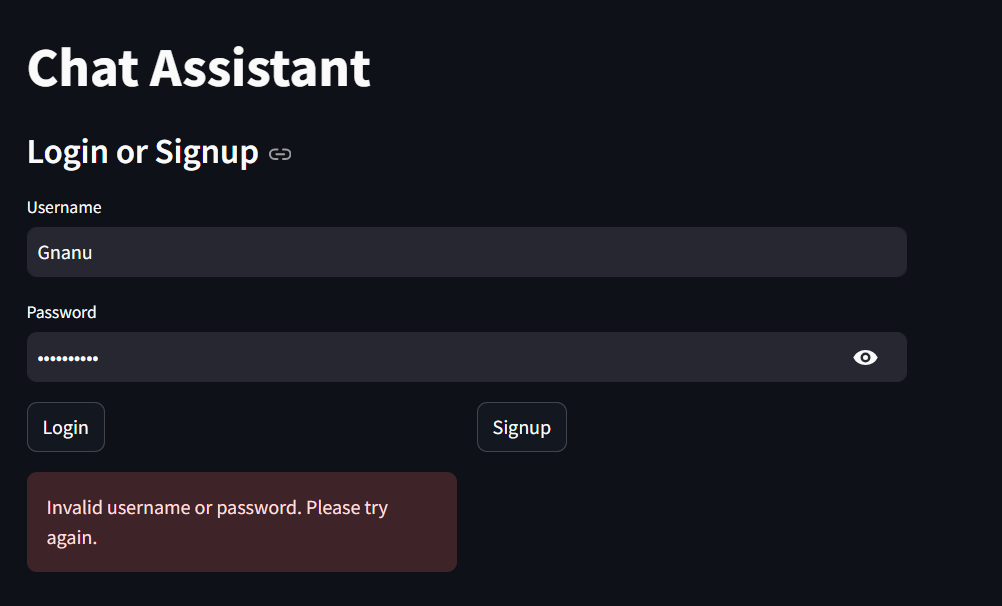 Chat Assistant
Login or Signup
Username
Gnanu
Password
••••••••••
Login
Signup
Invalid username or password. Please try
again.